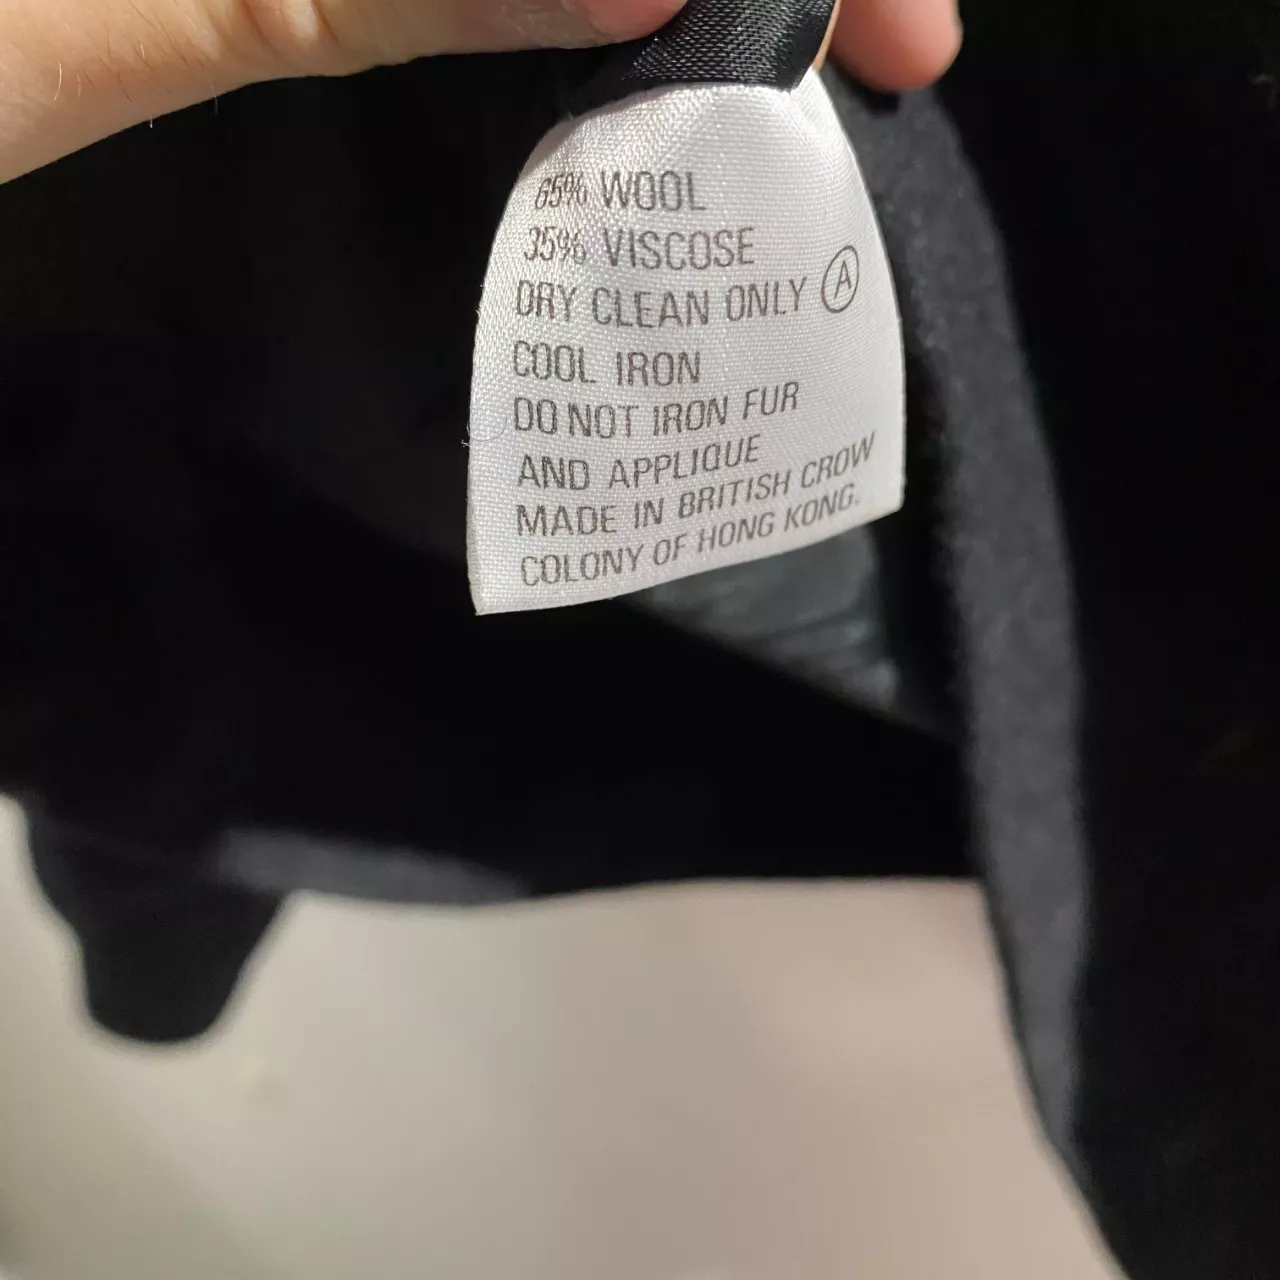 65% WOOL
35% VISCOSE
DRY CLEAN ONLY Ⓐ
COOL IRON
DO NOT IRON FUR
AND APPLIQUE
MADE IN BRITISH CROW
COLONY OF HONG KONG.